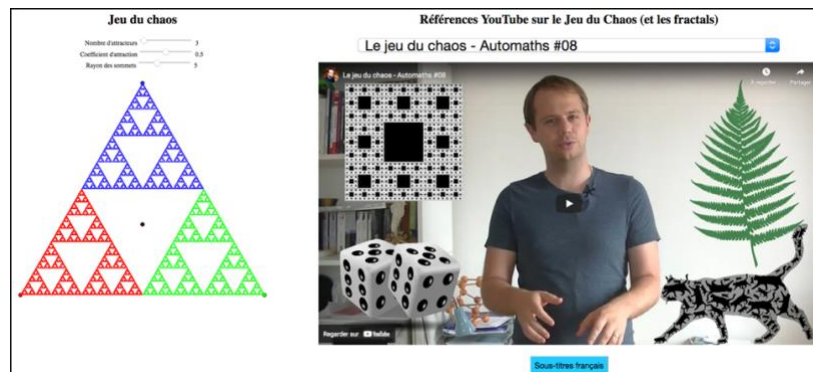 Jeu du chaos
Nombre d'attracteurs 3
Coefficient d'attraction 0.5
Rayon des sommets 5
Références YouTube sur le Jeu du Chaos (et les fractals)
Le jeu du chaos - Automaths #08
Le jeu du chaos - Automaths #08
À regarder
Partager
Regarder sur YouTube
Sous-titres français